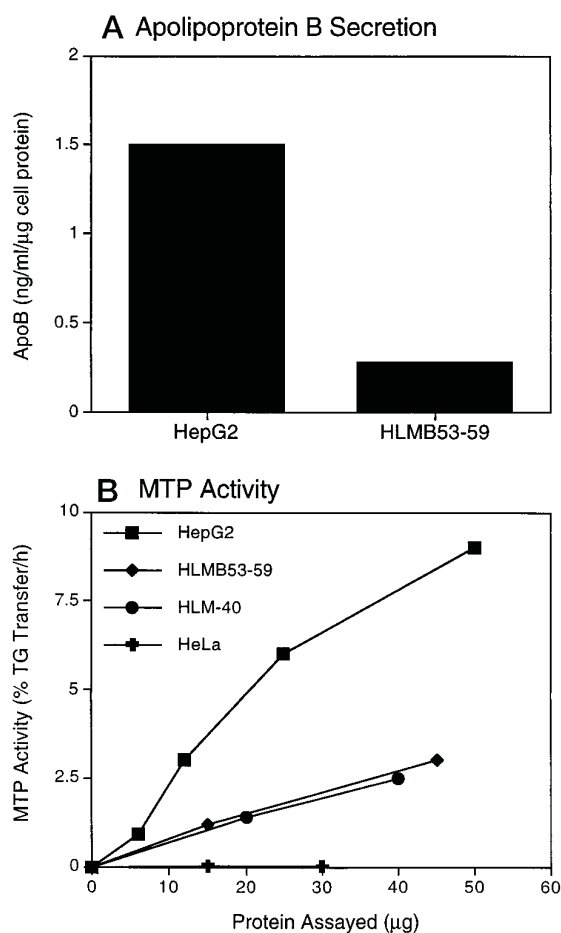 A Apolipoprotein B Secretion
ApoB (ng/ml/µg cell protein)
2
1.5
1
0.5
0
HepG2 HLMB53-59
B MTP Activity
MTP Activity (% TG Transfer/h)
10
7.5
5
2.5
0
HepG2
HLMB53-59
HLM-40
HeLa
0 10 20 30 40 50 60
Protein Assayed (µg)